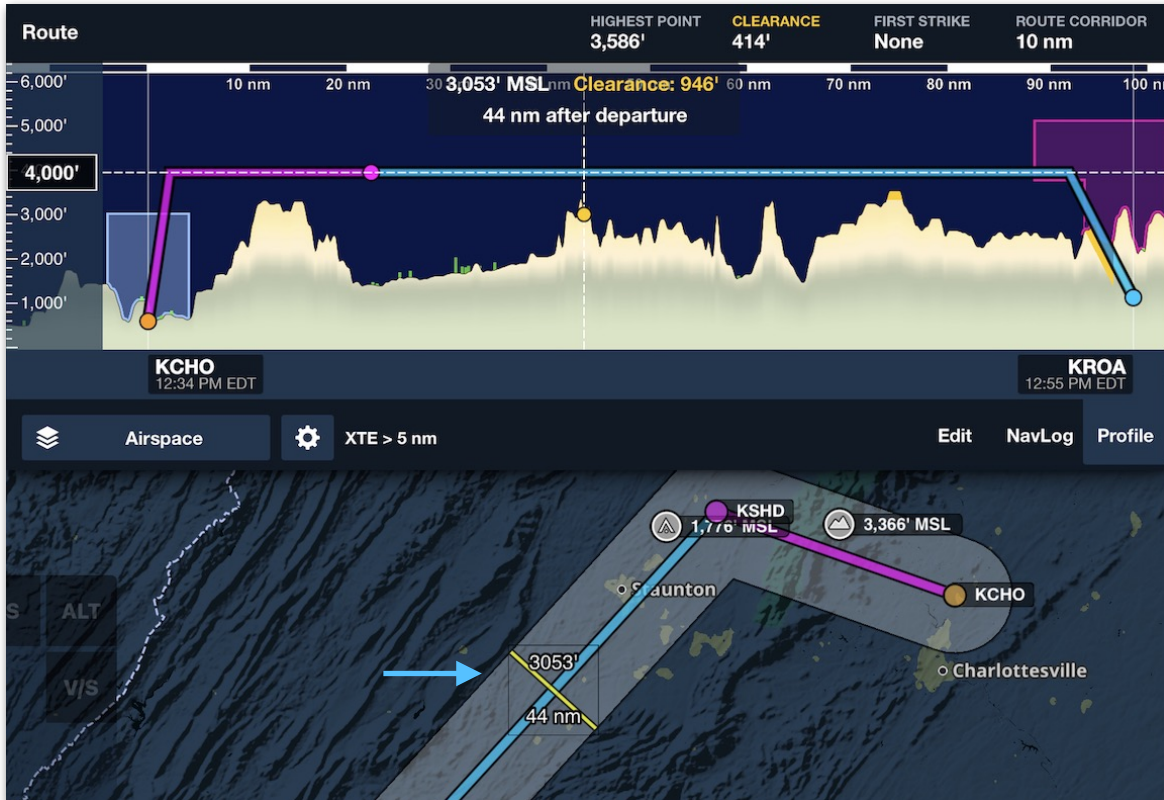 Route
HIGHEST POINT
3,586'
CLEARANCE
414'
FIRST STRIKE
None
ROUTE CORRIDOR
10 nm
6,000'
5,000'
4,000'
3,000'
2,000'
1,000'
10 nm
20 nm
30 nm
60 nm
70 nm
80 nm
90 nm
100 n
3,053' MSL Clearance: 946'
44 nm after departure
KCHO
12:34 PM EDT
KROA
12:55 PM EDT
Airspace
XTE > 5 nm
Edit
NavLog
Profile
KSHD
1,776' MSL
3,366' MSL
KCHO
Staunton
Charlottesville
S
ALT
V/S
3053'
44 nm